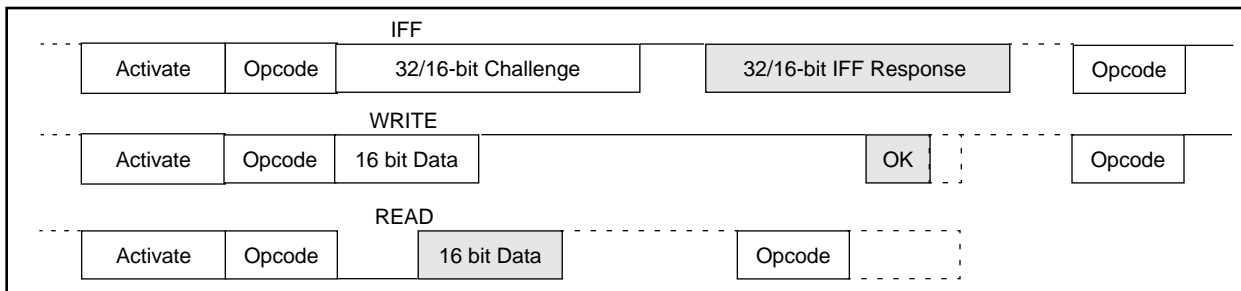 IFF
Activate Opcode 32/16-bit Challenge 32/16-bit IFF Response Opcode
WRITE
Activate Opcode 16 bit Data OK Opcode
READ
Activate Opcode 16 bit Data Opcode